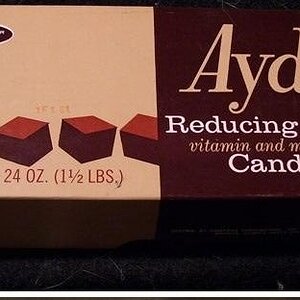 Ayd
Reducing
vitamin and m
Cand
24 OZ. (1½ LBS.)